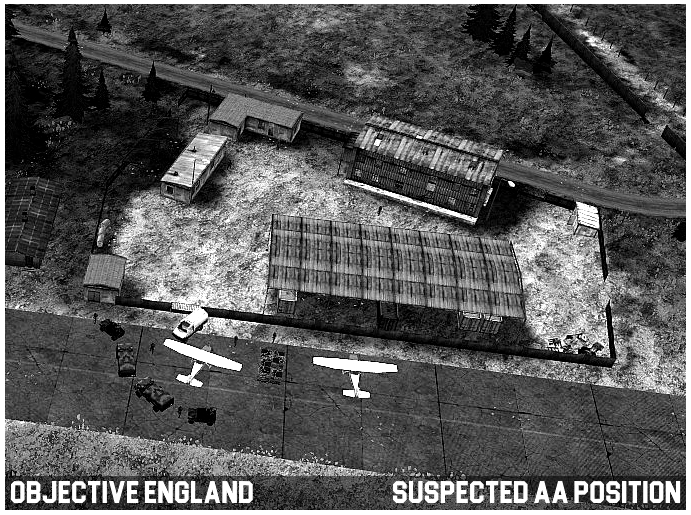 OBJECTIVE ENGLAND
SUSPECTED AA POSITION